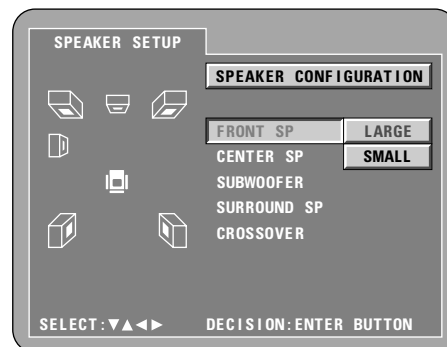 SPEAKER SETUP
SPEAKER CONFIGURATION
FRONT SP LARGE
CENTER SP SMALL
SUBWOOFER
SURROUND SP
CROSSOVER
SELECT:▼▲◄► DECISION:ENTER BUTTON